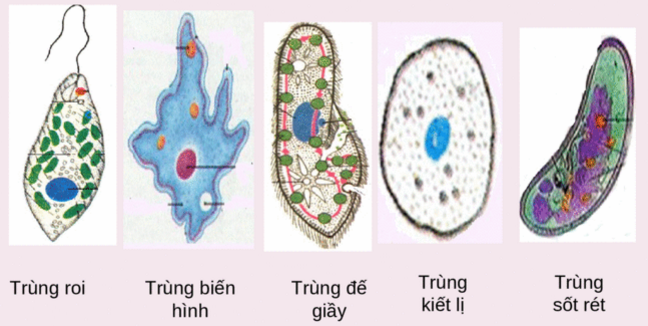 Trùng roi
Trùng biến
hình
Trùng đế
giầy
Trùng
kiết lị
Trùng
sốt rét